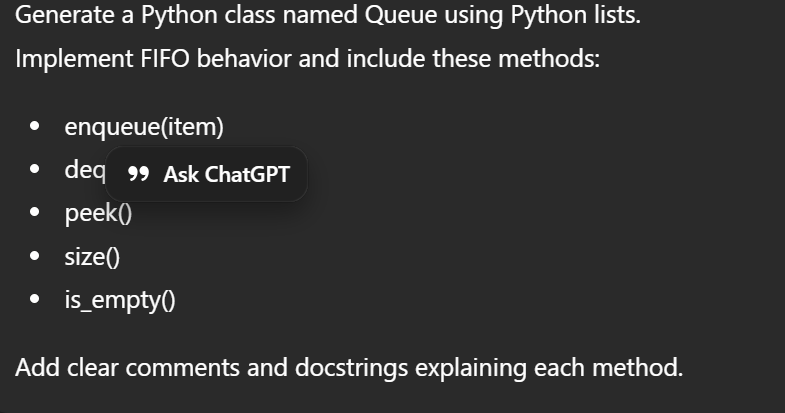 Generate a Python class named Queue using Python lists.
Implement FIFO behavior and include these methods:
• enqueue(item)
• deq
❞ Ask ChatGPT
• peek()
• size()
• is_empty()
Add clear comments and docstrings explaining each method.